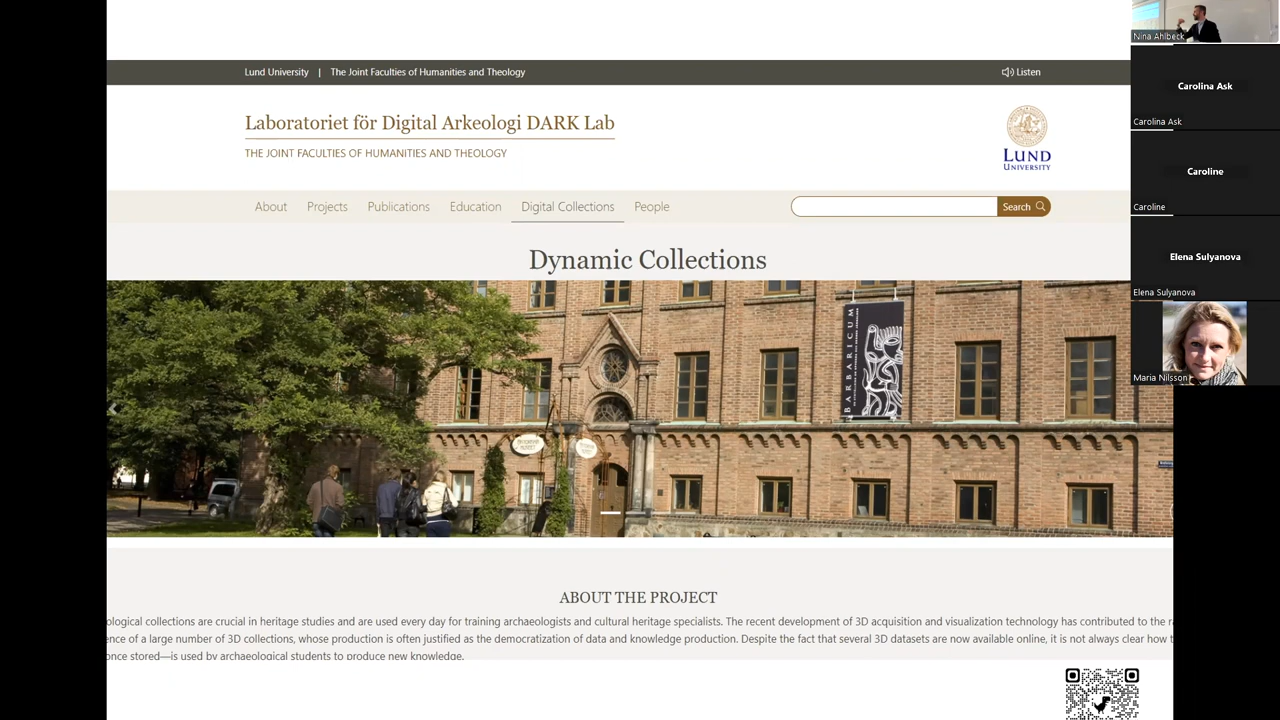 Lund University | The Joint Faculties of Humanities and Theology
Listen
Laboratoriet för Digital Arkeologi DARK Lab
THE JOINT FACULTIES OF HUMANITIES AND THEOLOGY
LUND
UNIVERSITY
About Projects Publications Education Digital Collections People
Search
Dynamic Collections
BARBARICUM
ABOUT THE PROJECT
ological collections are crucial in heritage studies and are used every day for training archaeologists and cultural heritage specialists. The recent development of 3D acquisition and visualization technology has contributed to the r
ence of a large number of 3D collections, whose production is often justified as the democratization of data and knowledge production. Despite the fact that several 3D datasets are now available online, it is not always clear how t
once stored—is used by archaeological students to produce new knowledge.
Nina Ahlbeck
Carolina Ask
Carolina Ask
Caroline
Caroline
Elena Sulyanova
Elena Sulyanova
Maria Nilsson